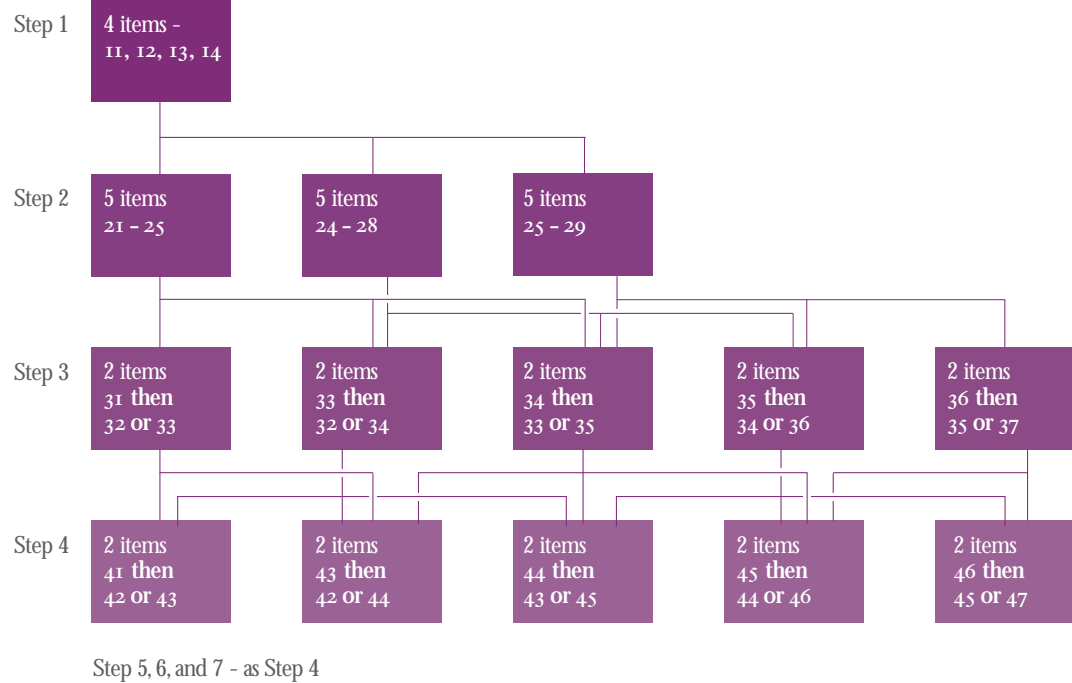 Step 1
4 items -
11, 12, 13, 14
Step 2
5 items
21 - 25
5 items
24 - 28
5 items
25 - 29
Step 3
2 items
31 then
32 or 33
2 items
33 then
32 or 34
2 items
34 then
33 or 35
2 items
35 then
34 or 36
2 items
36 then
35 or 37
Step 4
2 items
41 then
42 or 43
2 items
43 then
42 or 44
2 items
44 then
43 or 45
2 items
45 then
44 or 46
2 items
46 then
45 or 47
Step 5, 6, and 7 - as Step 4